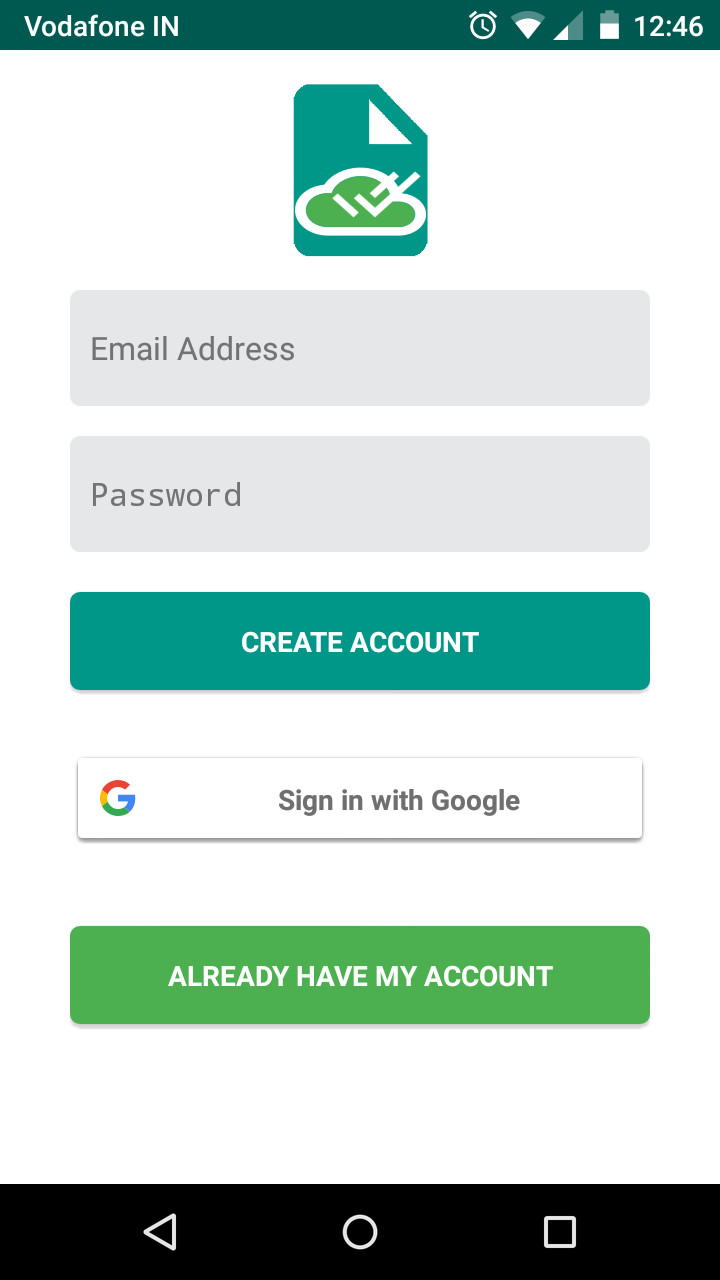 Vodafone IN 12:46
Email Address
Password
CREATE ACCOUNT
Sign in with Google
ALREADY HAVE MY ACCOUNT